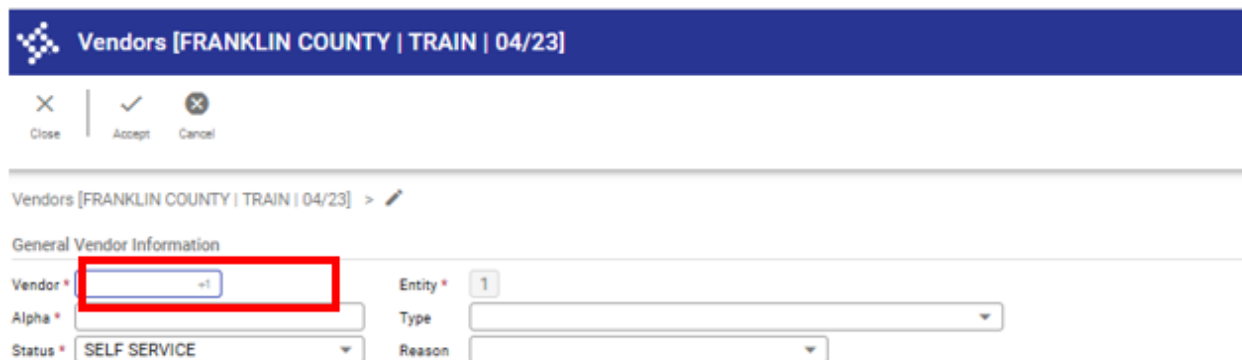 Vendors [FRANKLIN COUNTY | TRAIN | 04/23]
Close Accept Cancel
Vendors [FRANKLIN COUNTY | TRAIN | 04/23] >
General Vendor Information
Vendor * +1 Entity * 1
Alpha * Type
Status * SELF SERVICE Reason